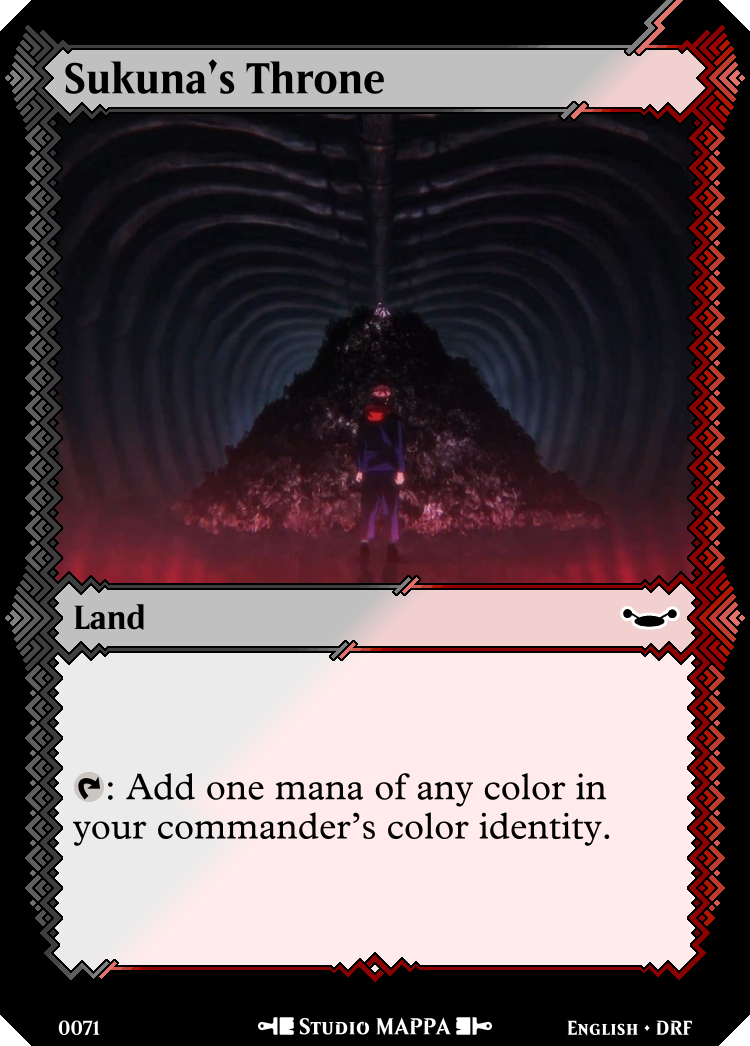 Sukuna's Throne
Land
: Add one mana of any color in
your commander's color identity.
0071
Studio MAPPA
English • DRF